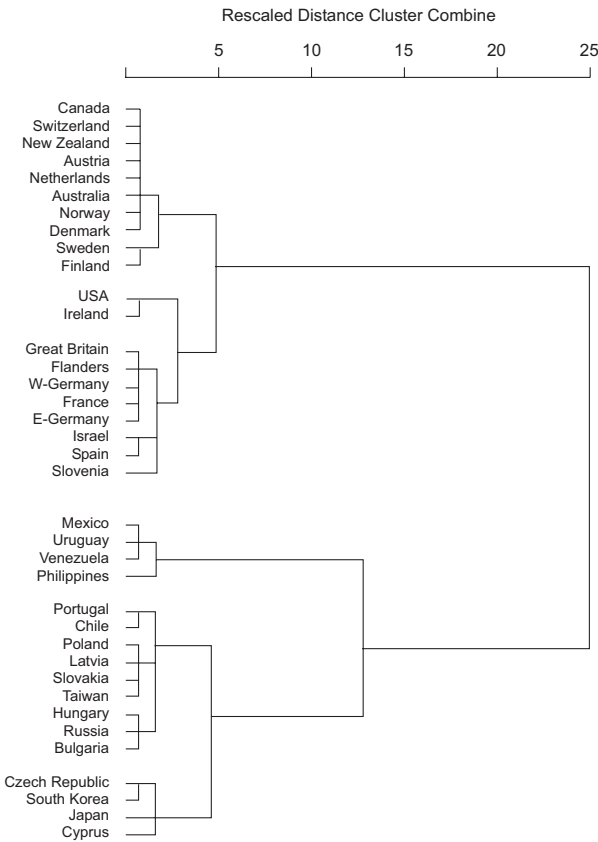 Rescaled Distance Cluster Combine
5 10 15 20 25
Canada
Switzerland
New Zealand
Austria
Netherlands
Australia
Norway
Denmark
Sweden
Finland
USA
Ireland
Great Britain
Flanders
W-Germany
France
E-Germany
Israel
Spain
Slovenia
Mexico
Uruguay
Venezuela
Philippines
Portugal
Chile
Poland
Latvia
Slovakia
Taiwan
Hungary
Russia
Bulgaria
Czech Republic
South Korea
Japan
Cyprus